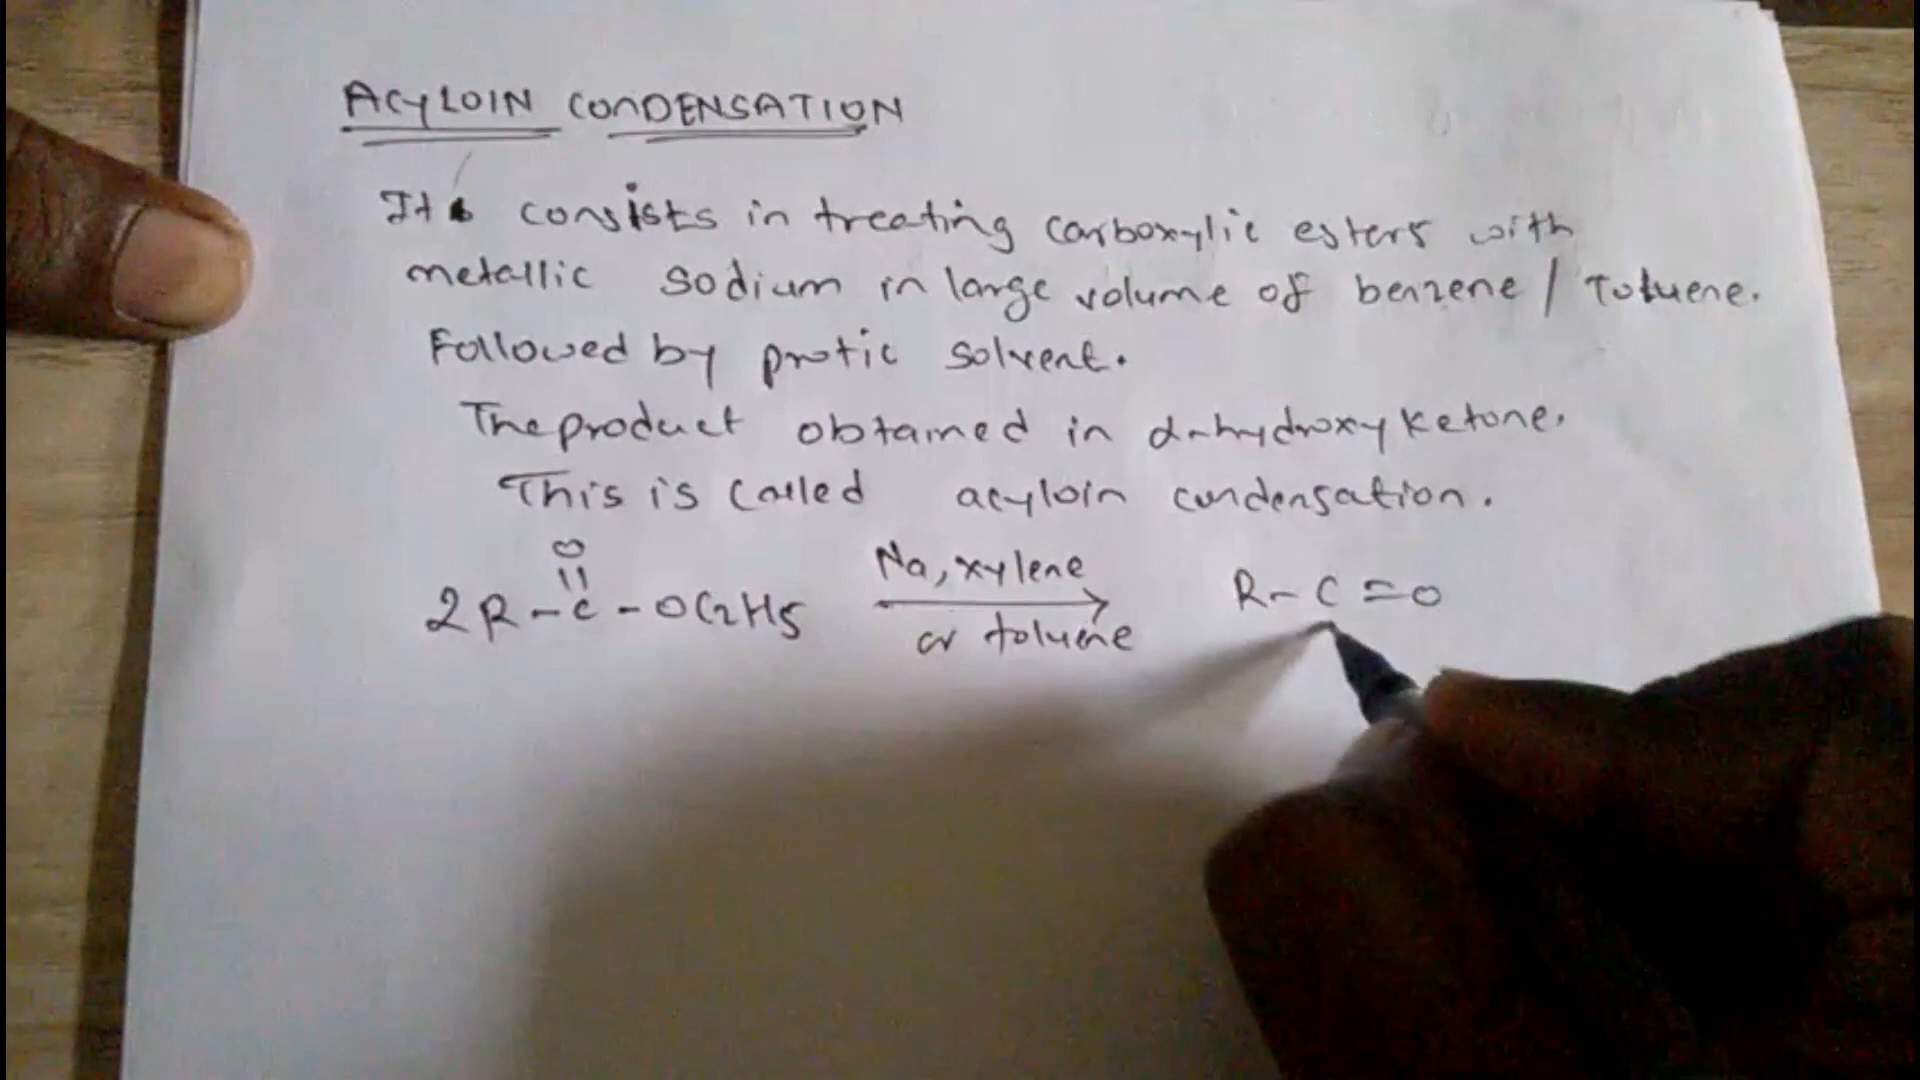 ACYLOIN CONDENSATION
It consists in treating carboxylic esters with
metallic sodium in large volume of benzene / Toluene.
Followed by protic solvent.
The product obtained in α-hydroxy ketone.
This is called acyloin condensation.
O
Na, xylene
R-C=O
2R-C-OC2H5
or toluene